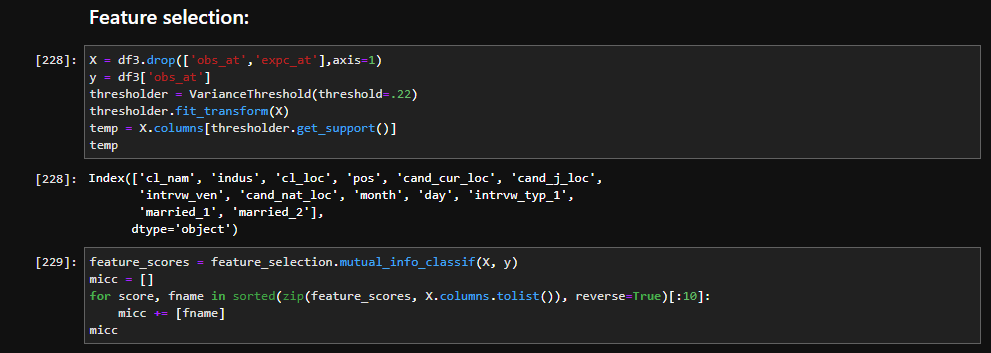 Feature selection:
[228]: X = df3.drop(['obs_at','expc_at'],axis=1)
y = df3['obs_at']
thresholder = VarianceThreshold(threshold=.22)
thresholder.fit_transform(X)
temp = X.columns[thresholder.get_support()]
temp
[228]: Index(['cl_nam', 'indus', 'cl_loc', 'pos', 'cand_cur_loc', 'cand_j_loc',
'intrvw_ven', 'cand_nat_loc', 'month', 'day', 'intrvw_typ_1',
'married_1', 'married_2'],
dtype='object')
[229]: feature_scores = feature_selection.mutual_info_classif(X, y)
micc = []
for score, fname in sorted(zip(feature_scores, X.columns.tolist()), reverse=True)[:10]:
micc += [fname]
micc